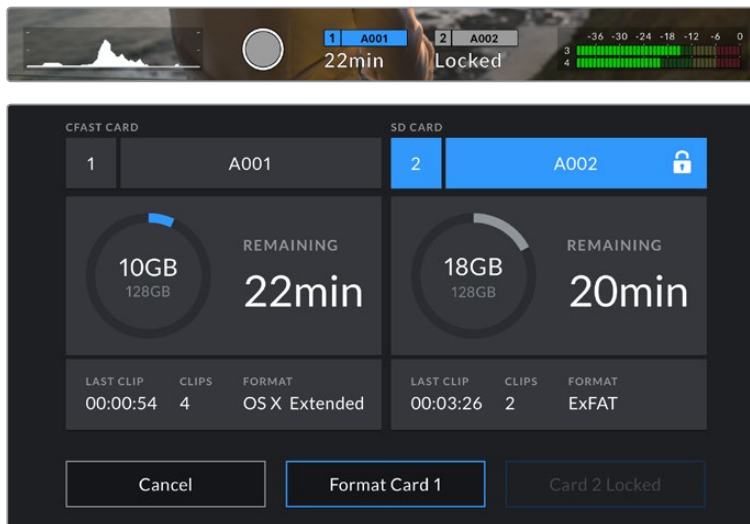 1 A001 2 A002 -36 -30 -24 -18 -12 -6 0
22min Locked 3
4
CFAST CARD SD CARD
1 A001 2 A002
10GB REMAINING 18GB REMAINING
128GB 22min 128GB 20min
LAST CLIP CLIPS FORMAT LAST CLIP CLIPS FORMAT
00:00:54 4 OS X Extended 00:03:26 2 ExFAT
Cancel Format Card 1 Card 2 Locked